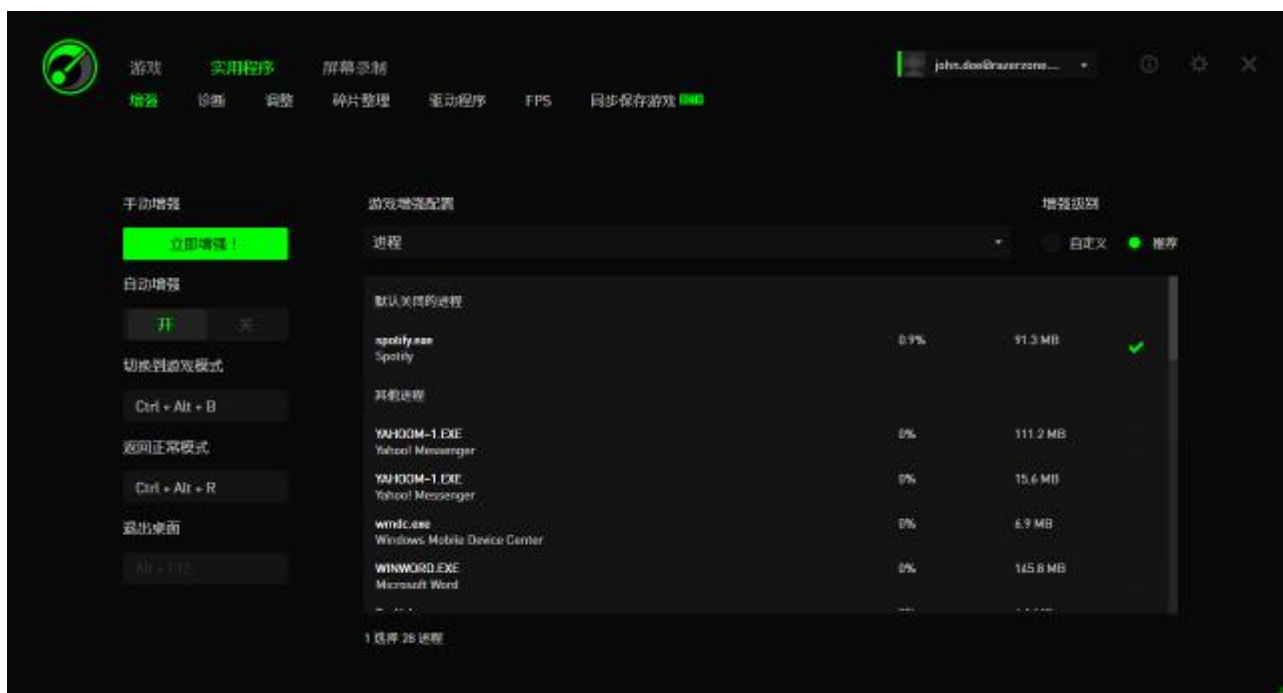 游戏 实用程序 屏幕录制 john.doe@razerzone....
增强 诊断 调整 碎片整理 驱动程序 FPS 同步保存游戏
手动增强 游戏增强配置 增强级别
立即增强！ 进程 自定义 推荐
自动增强
默认关闭的进程
开 关
spotify.exe 0.9% 91.3 MB
Spotify
切换到游戏模式
其他进程
Ctrl + Alt + B
YAHOOM~1.EXE 0% 111.2 MB
Yahoo! Messenger
返回正常模式
YAHOOM~1.EXE 0% 15.6 MB
Yahoo! Messenger
Ctrl + Alt + R
退出桌面
wmdc.exe 0% 6.9 MB
Windows Mobile Device Center
WINWORD.EXE 0% 165.8 MB
Microsoft Word
Alt + F12
1 选择 28 进程